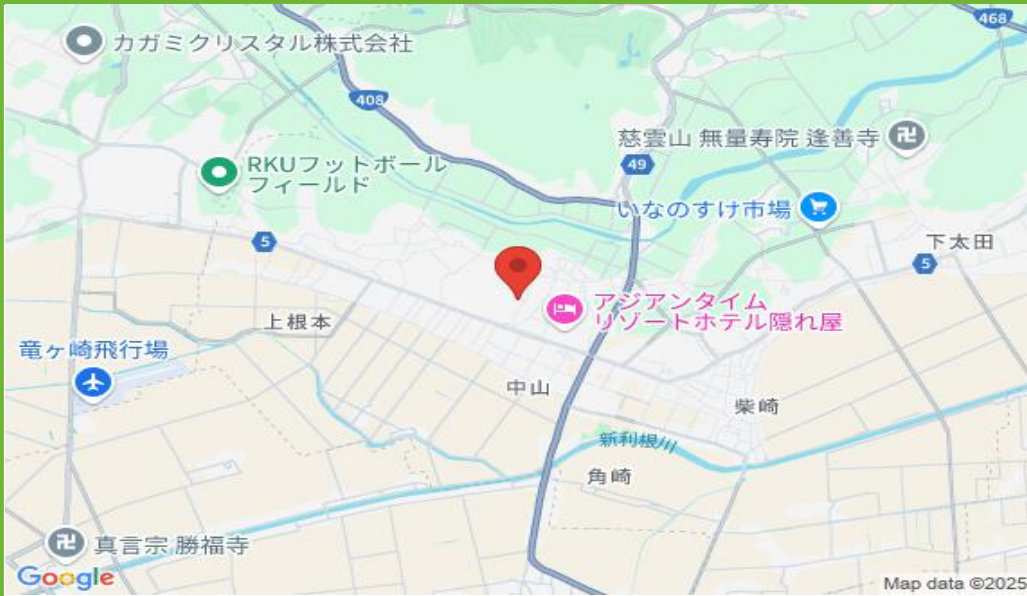 468
カガミクリスタル株式会社
408
慈雲山 無量寿院 逢善寺
49
RKUフットボール
フィールド
いなのすけ市場
5
下太田
5
アジアンタイム
リゾートホテル隠れ屋
上根本
竜ヶ崎飛行場
中山
柴崎
新利根川
角崎
真言宗 勝福寺
Google
Map data ©2025